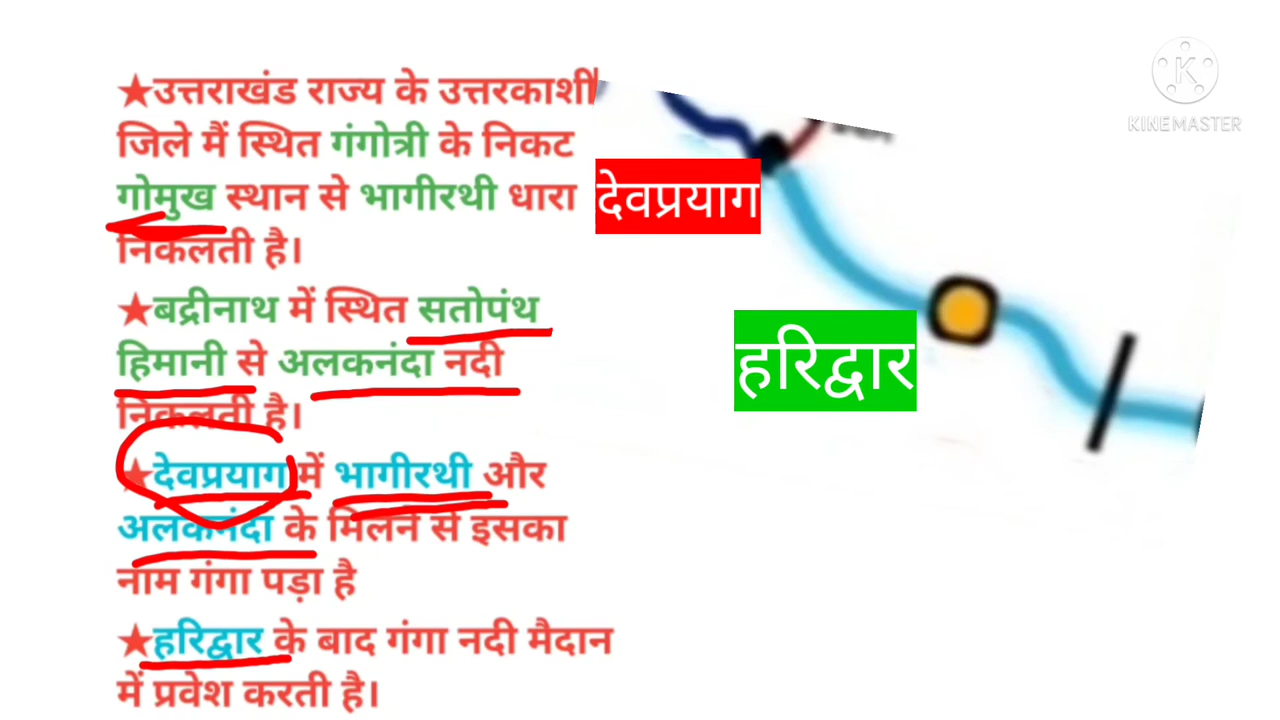 ★उत्तराखंड राज्य के उत्तरकाशी
जिले मैं स्थित गंगोत्री के निकट
गोमुख स्थान से भागीरथी धारा
निकलती है।
★बद्रीनाथ में स्थित सतोपंथ
हिमानी से अलकनंदा नदी
निकलती है।
★देवप्रयाग में भागीरथी और
अलकनंदा के मिलने से इसका
नाम गंगा पड़ा है
★हरिद्वार के बाद गंगा नदी मैदान
में प्रवेश करती है।
देवप्रयाग
हरिद्वार
K
KINEMASTER